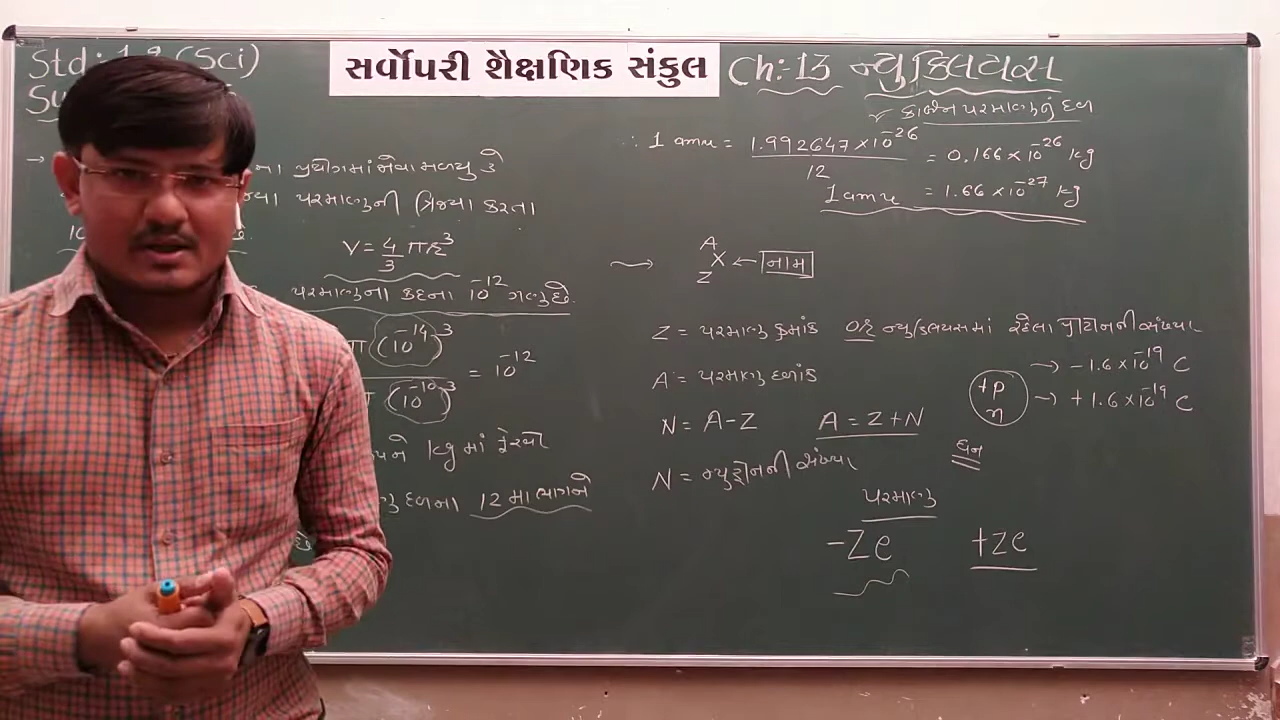 Std: 12 (Sci)
સર્વોપરી શૈક્ષણિક સંકુલ
Ch:-13 ન્યુક્લિયસ
કાર્બન પરમાણુનું દળ
∴ 1 amu = 1.992647 × 10⁻²⁶ / 12 = 0.166 × 10⁻²⁶ kg
1 amu = 1.66 × 10⁻²⁷ kg
ના પ્રયોગમાં જોવા મળ્યુ કે
પરમાણુની ત્રિજ્યા કરતા
V = 4/3 πr³
પરમાણુના કદના 10⁻¹² ગણુ છે.
(10⁻¹⁴)³ / (10⁻¹⁰)³ = 10⁻¹²
kg માં ફેરવો
દળના 12 મા ભાગને
A
X ← નામ
Z
Z = પરમાણુ ક્રમાંક OR ન્યુક્લિયસમાં રહેલા પ્રોટોનની સંખ્યા
A = પરમાણુ દળાંક
N = A-Z A = Z+N
N = ન્યુટ્રોનની સંખ્યા
+p → -1.6 × 10⁻¹⁹ C
n → +1.6 × 10⁻¹⁹ C
ધન
પરમાણુ
-Ze +ze